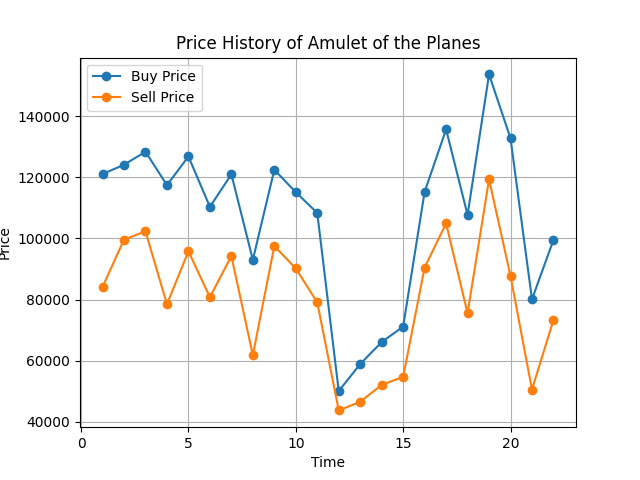 Price History of Amulet of the Planes
Buy Price
Sell Price
140000
120000
100000
80000
60000
40000
Price
0 5 10 15 20
Time